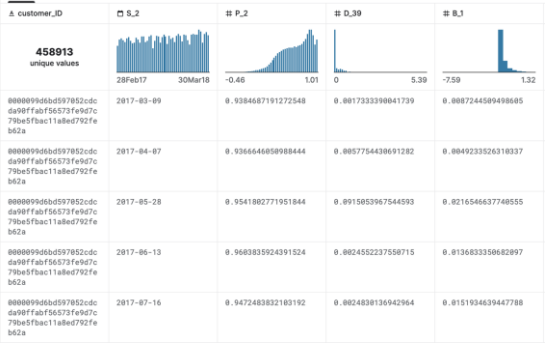 customer_ID S_2 # P_2 # D_39 # B_1
458913
unique values
28Feb17 30Mar18 -0.46 1.01 0 5.39 -7.59 1.32
0000099d6bd597052cdc 2017-03-09 0.9384687191272548 0.0017333390041739 0.0087244509498605
da90ffabf56573fe9d7c
79be5fbac11a8ed792fe
b62a
0000099d6bd597052cdc 2017-04-07 0.9366646050988444 0.0057754430691282 0.0049233526310337
da90ffabf56573fe9d7c
79be5fbac11a8ed792fe
b62a
0000099d6bd597052cdc 2017-05-28 0.9541802771951844 0.0915053967544593 0.0216546637740555
da90ffabf56573fe9d7c
79be5fbac11a8ed792fe
b62a
0000099d6bd597052cdc 2017-06-13 0.9603835924391524 0.0024552237550715 0.0136833350682097
da90ffabf56573fe9d7c
79be5fbac11a8ed792fe
b62a
0000099d6bd597052cdc 2017-07-16 0.9472483832103192 0.0024830136942964 0.0151934639447788
da90ffabf56573fe9d7c
79be5fbac11a8ed792fe
b62a